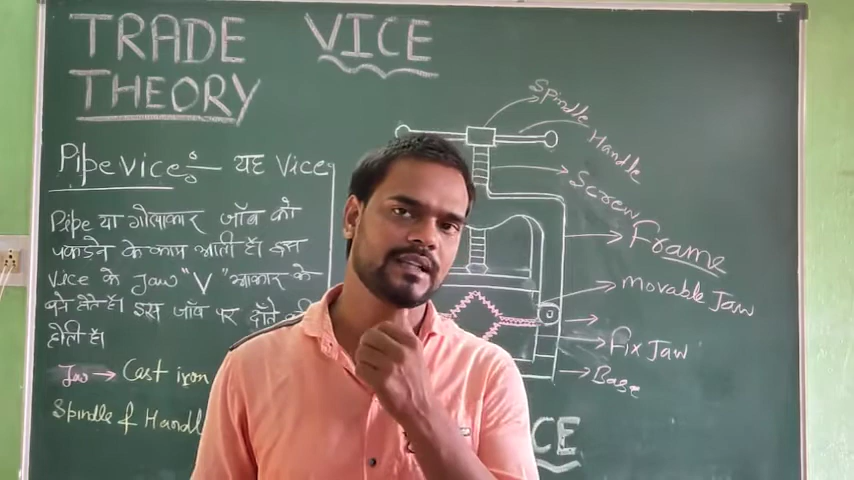 TRADE
THEORY
VICE
Pipe vice:- यह Vice
Pipe या गोलाकार जॉब को
पकड़ने के काम आती है। इस
Vice के Jaw "V" आकार के
बने होते हैं। इस जॉब पर दाँते
होती है।
Jaw → Cast iron
Spindle &
Spindle
Handle
Screw
Frame
movable Jaw
Fix Jaw
Base
CE